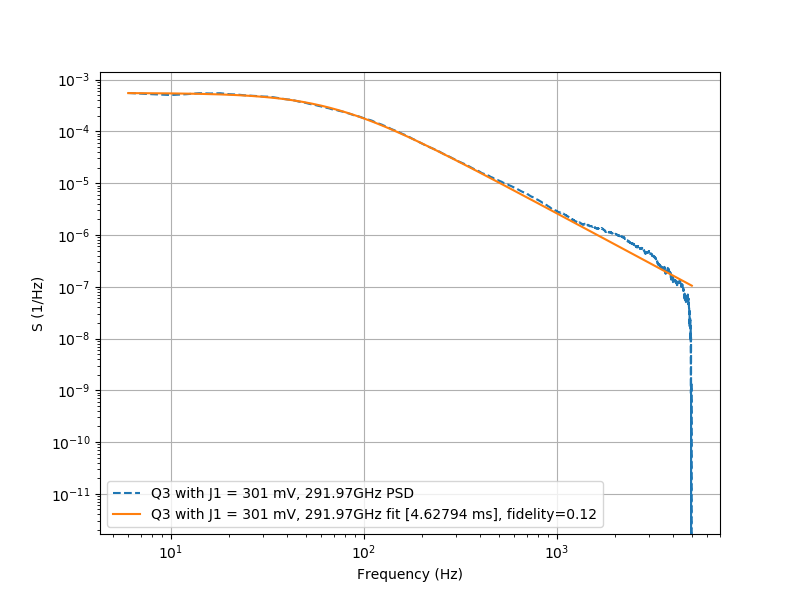 10⁻³
10⁻⁴
10⁻⁵
10⁻⁶
10⁻⁷
10⁻⁸
10⁻⁹
10⁻¹⁰
10⁻¹¹
S (1/Hz)
Q3 with J1 = 301 mV, 291.97GHz PSD
Q3 with J1 = 301 mV, 291.97GHz fit [4.62794 ms], fidelity=0.12
10¹ 10² 10³
Frequency (Hz)